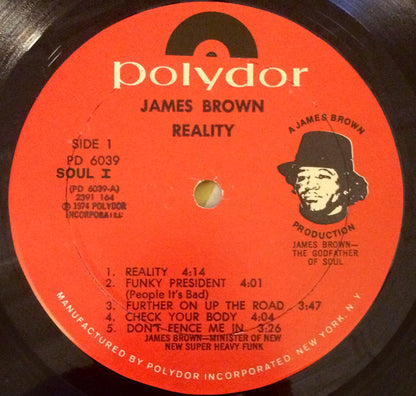 polydor
JAMES BROWN
REALITY
SIDE 1
PD 6039
SOUL I
(PD 6039-A)
2391 164
℗ 1974 POLYDOR
INCORPORATED
A JAMES BROWN
PRODUCTION
JAMES BROWN—
THE GODFATHER
OF SOUL
1. REALITY 4:14
2. FUNKY PRESIDENT 4:01
(People It's Bad)
3. FURTHER ON UP THE ROAD 3:47
4. CHECK YOUR BODY 4:04
5. DON'T FENCE ME IN 3:26
JAMES BROWN—MINISTER OF NEW
NEW SUPER HEAVY FUNK
MANUFACTURED BY POLYDOR INCORPORATED, NEW YORK, N.Y.